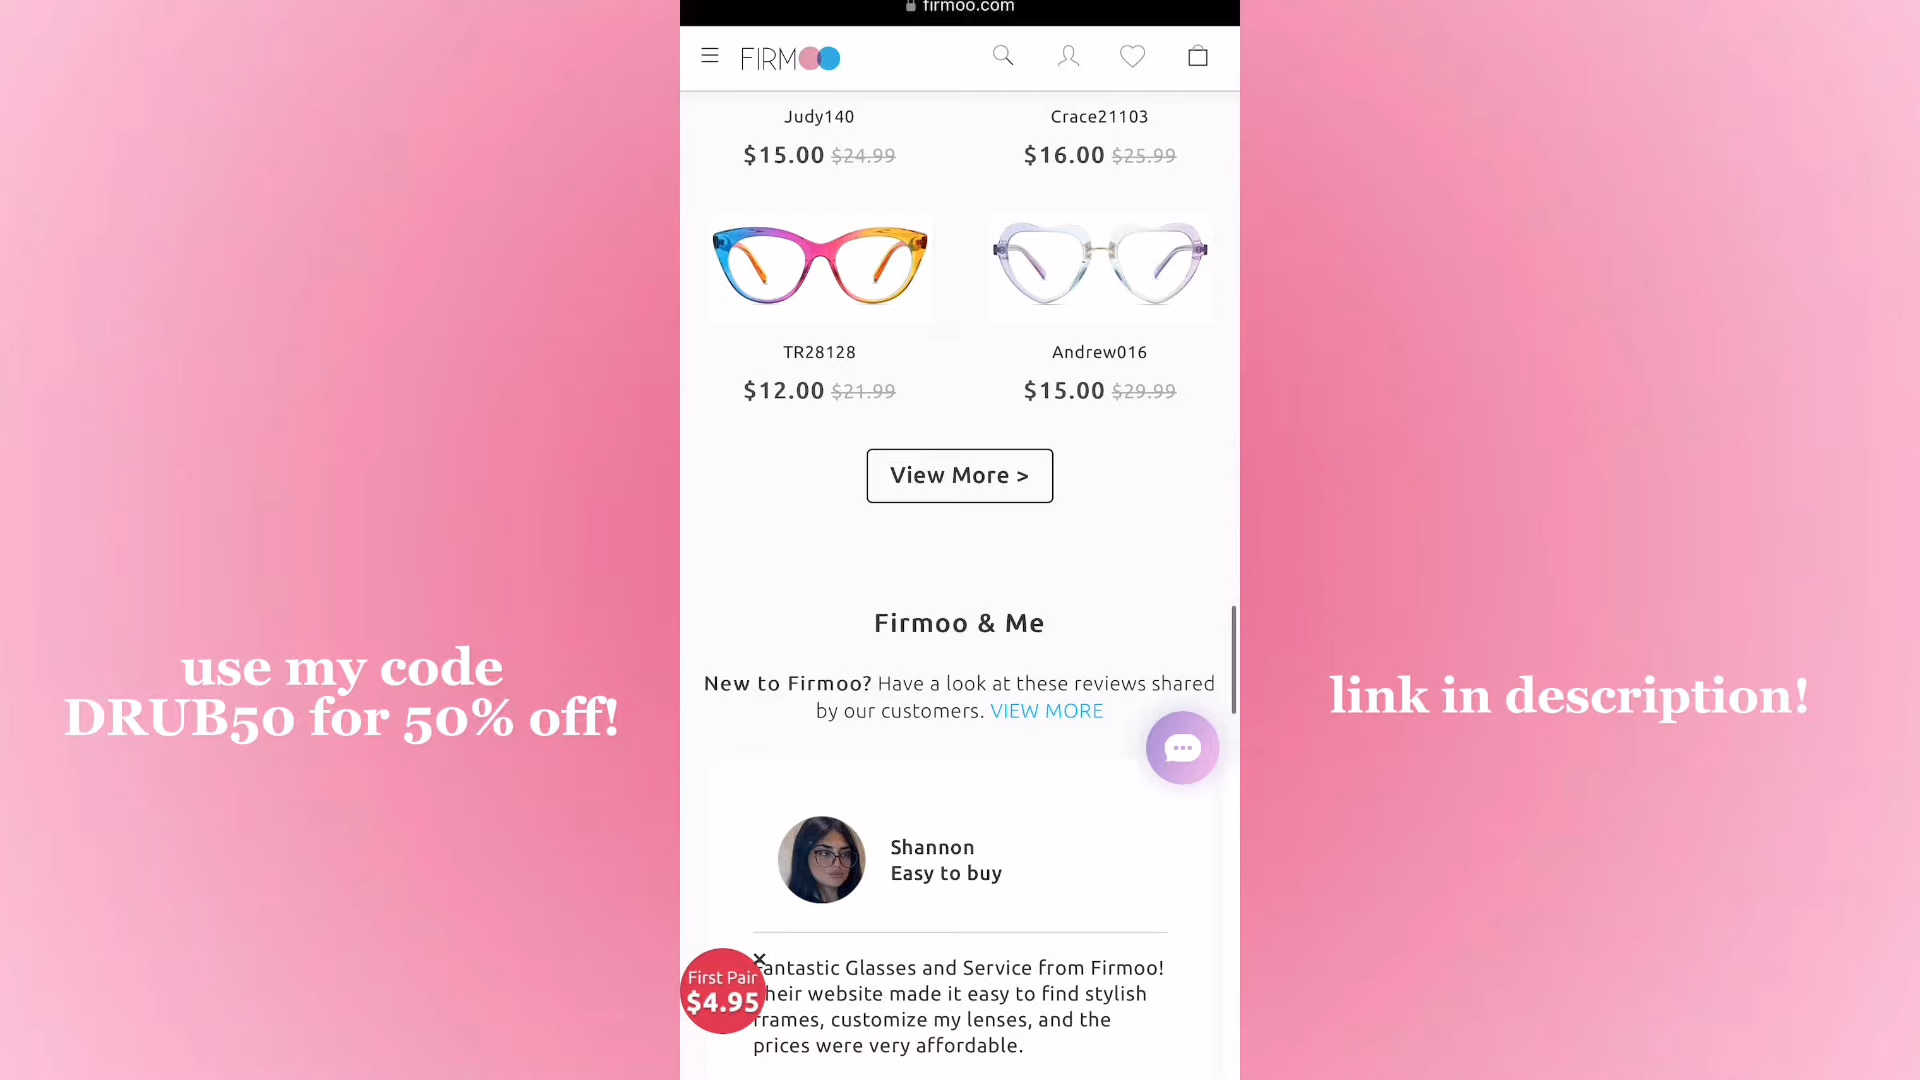 firmoo.com
FIRMOO
Judy140
$15.00 $24.99
Crace21103
$16.00 $25.99
TR28128
$12.00 $21.99
Andrew016
$15.00 $29.99
View More >
Firmoo & Me
New to Firmoo? Have a look at these reviews shared
by our customers. VIEW MORE
Shannon
Easy to buy
Fantastic Glasses and Service from Firmoo!
Their website made it easy to find stylish
frames, customize my lenses, and the
prices were very affordable.
First Pair
$4.95
use my code
DRUB50 for 50% off!
link in description!